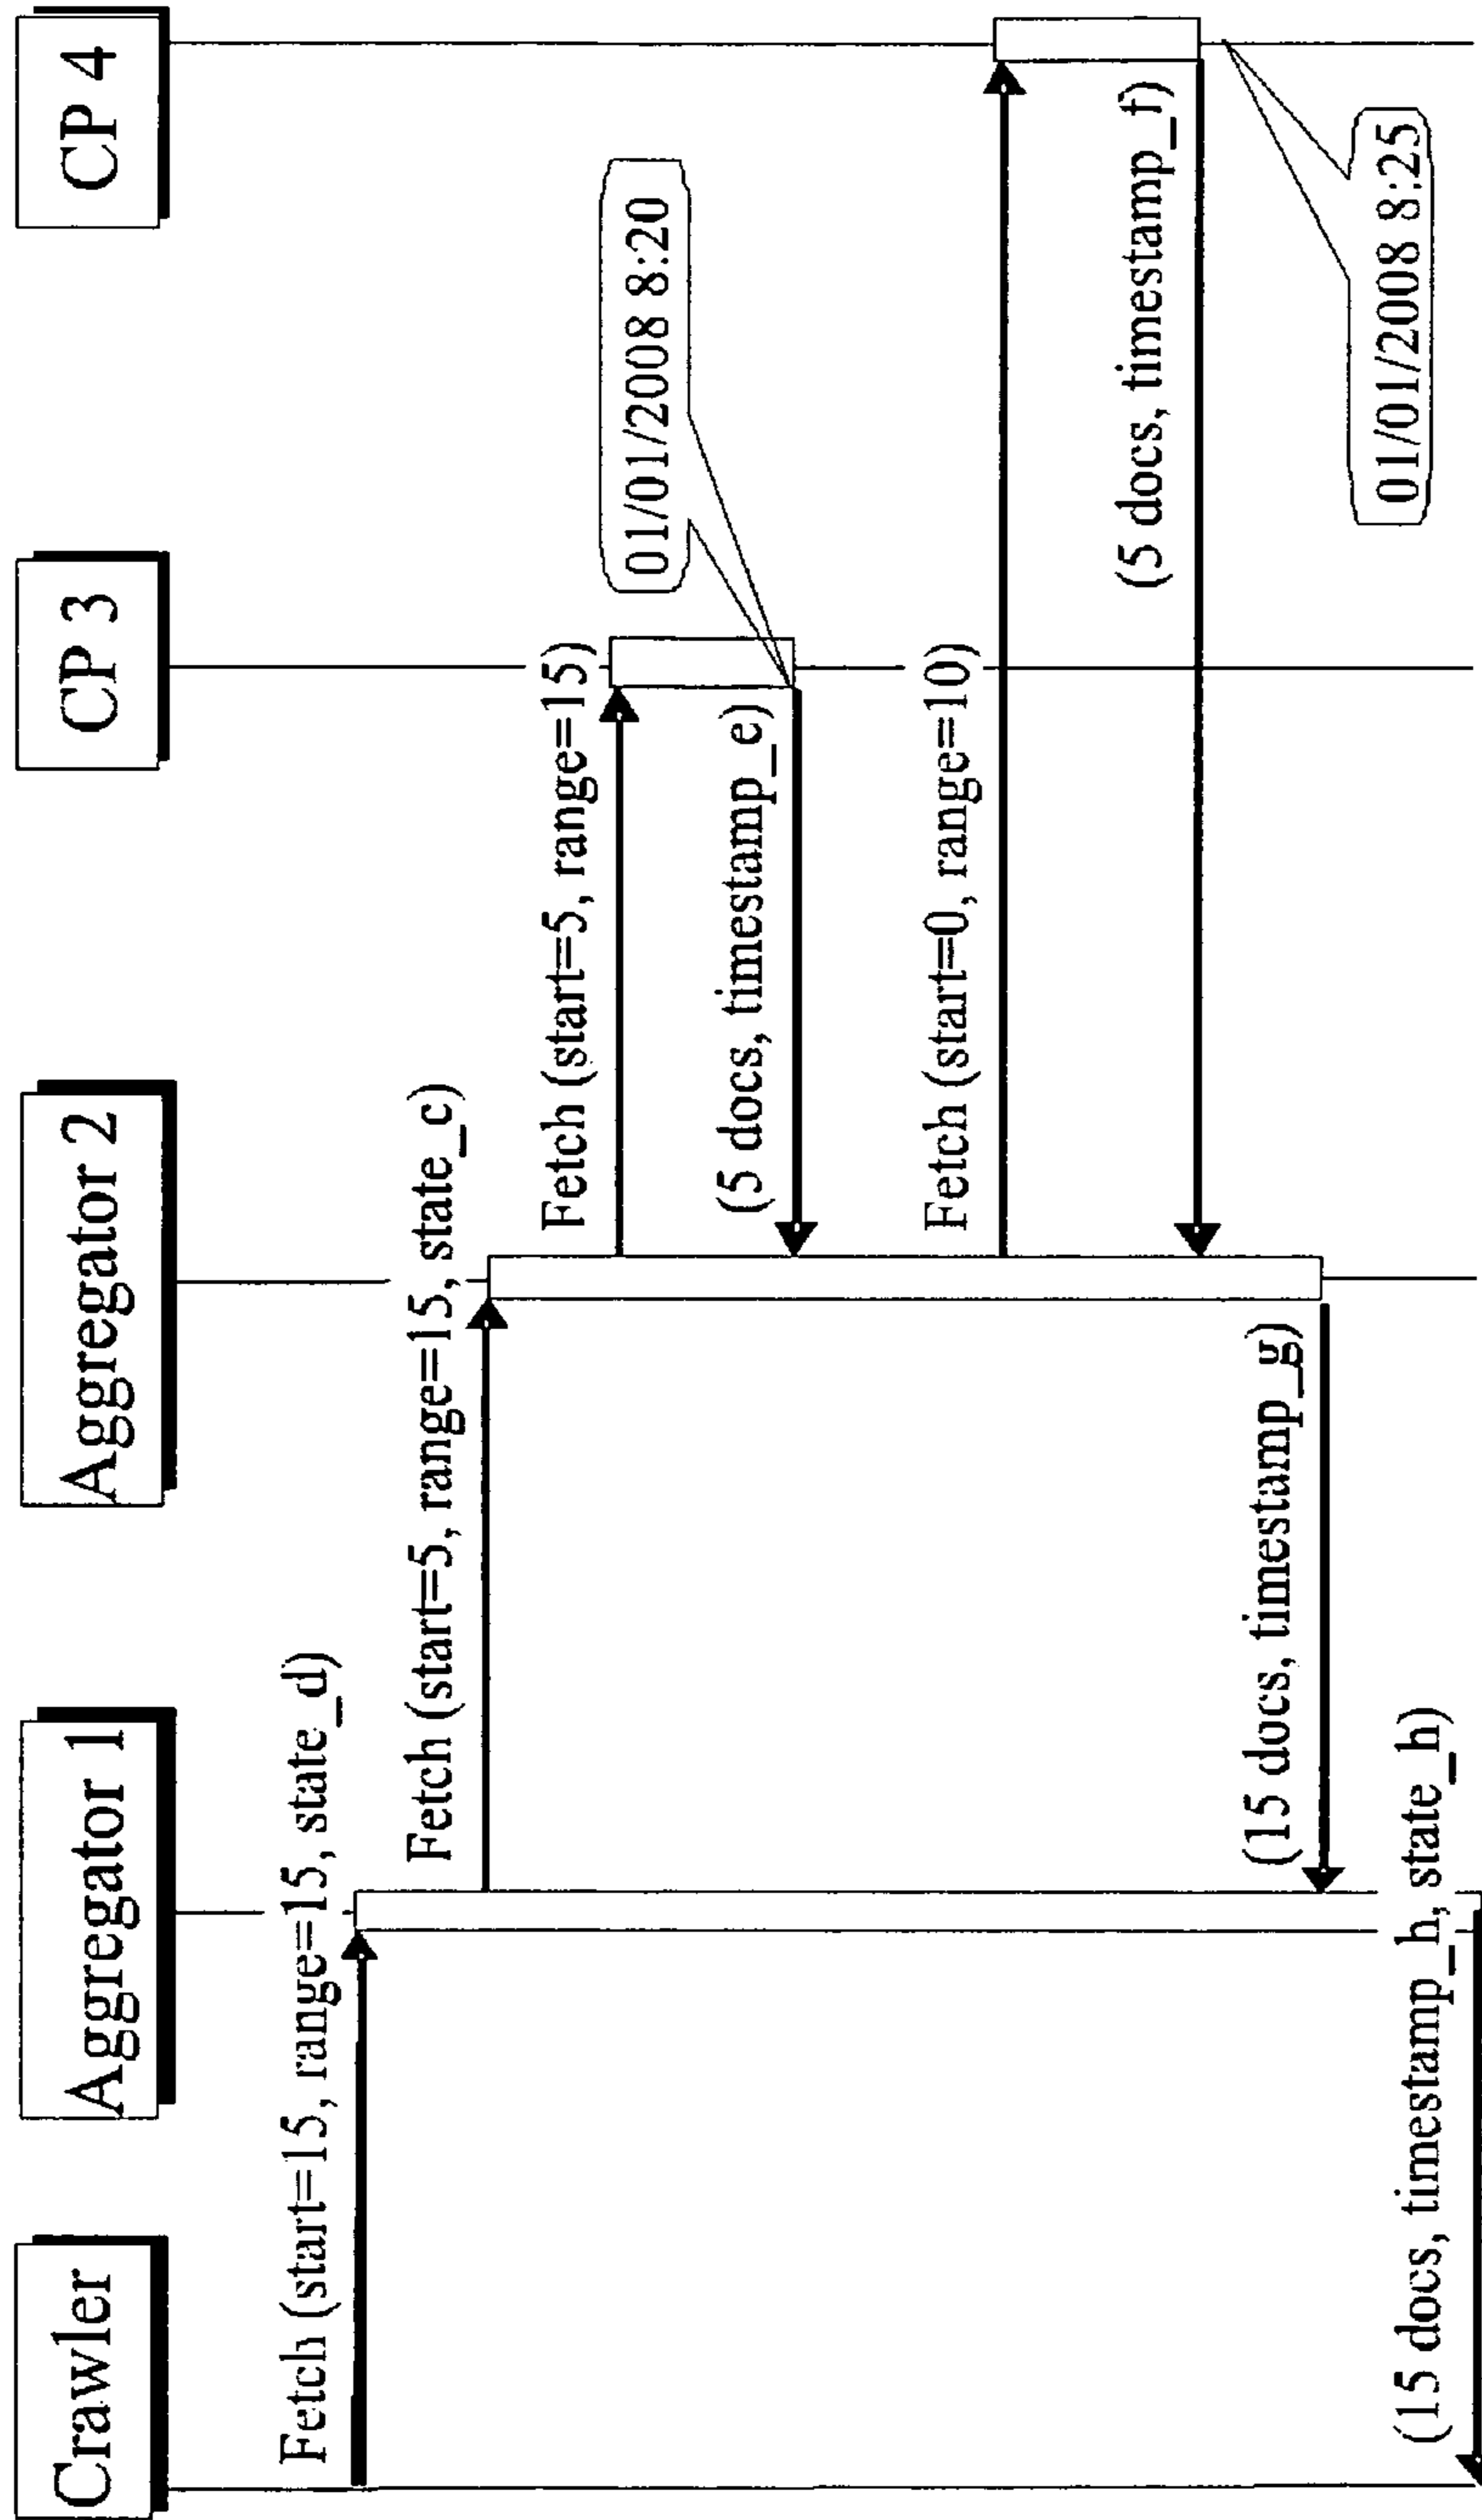 Crawler
Aggregator 1
Aggregator 2
CP 3
CP 4
Fetch (start=15, range=15, state_d)
Fetch (start=5, range=15, state_c)
Fetch (start=5, range=15)
01/01/2008 8:20
(5 docs, timestamp_e)
Fetch (start=0, range=10)
(5 docs, timestamp_f)
(15 docs, timestamp_g)
01/01/2008 8:25
(15 docs, timestamp_h, state_h)